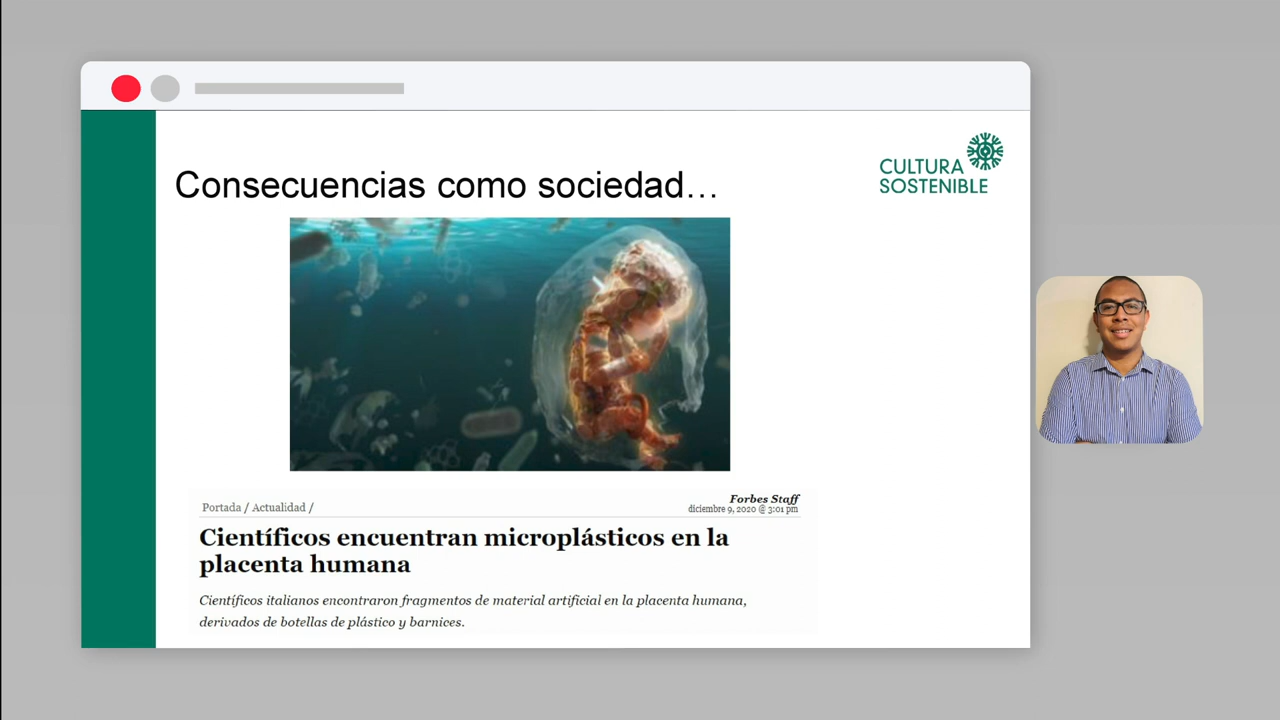 CULTURA
SOSTENIBLE
Consecuencias como sociedad…
Forbes Staff
Portada / Actualidad /
diciembre 9, 2020 @ 3:01 pm
Científicos encuentran microplásticos en la
placenta humana
Científicos italianos encontraron fragmentos de material artificial en la placenta humana,
derivados de botellas de plástico y barnices.